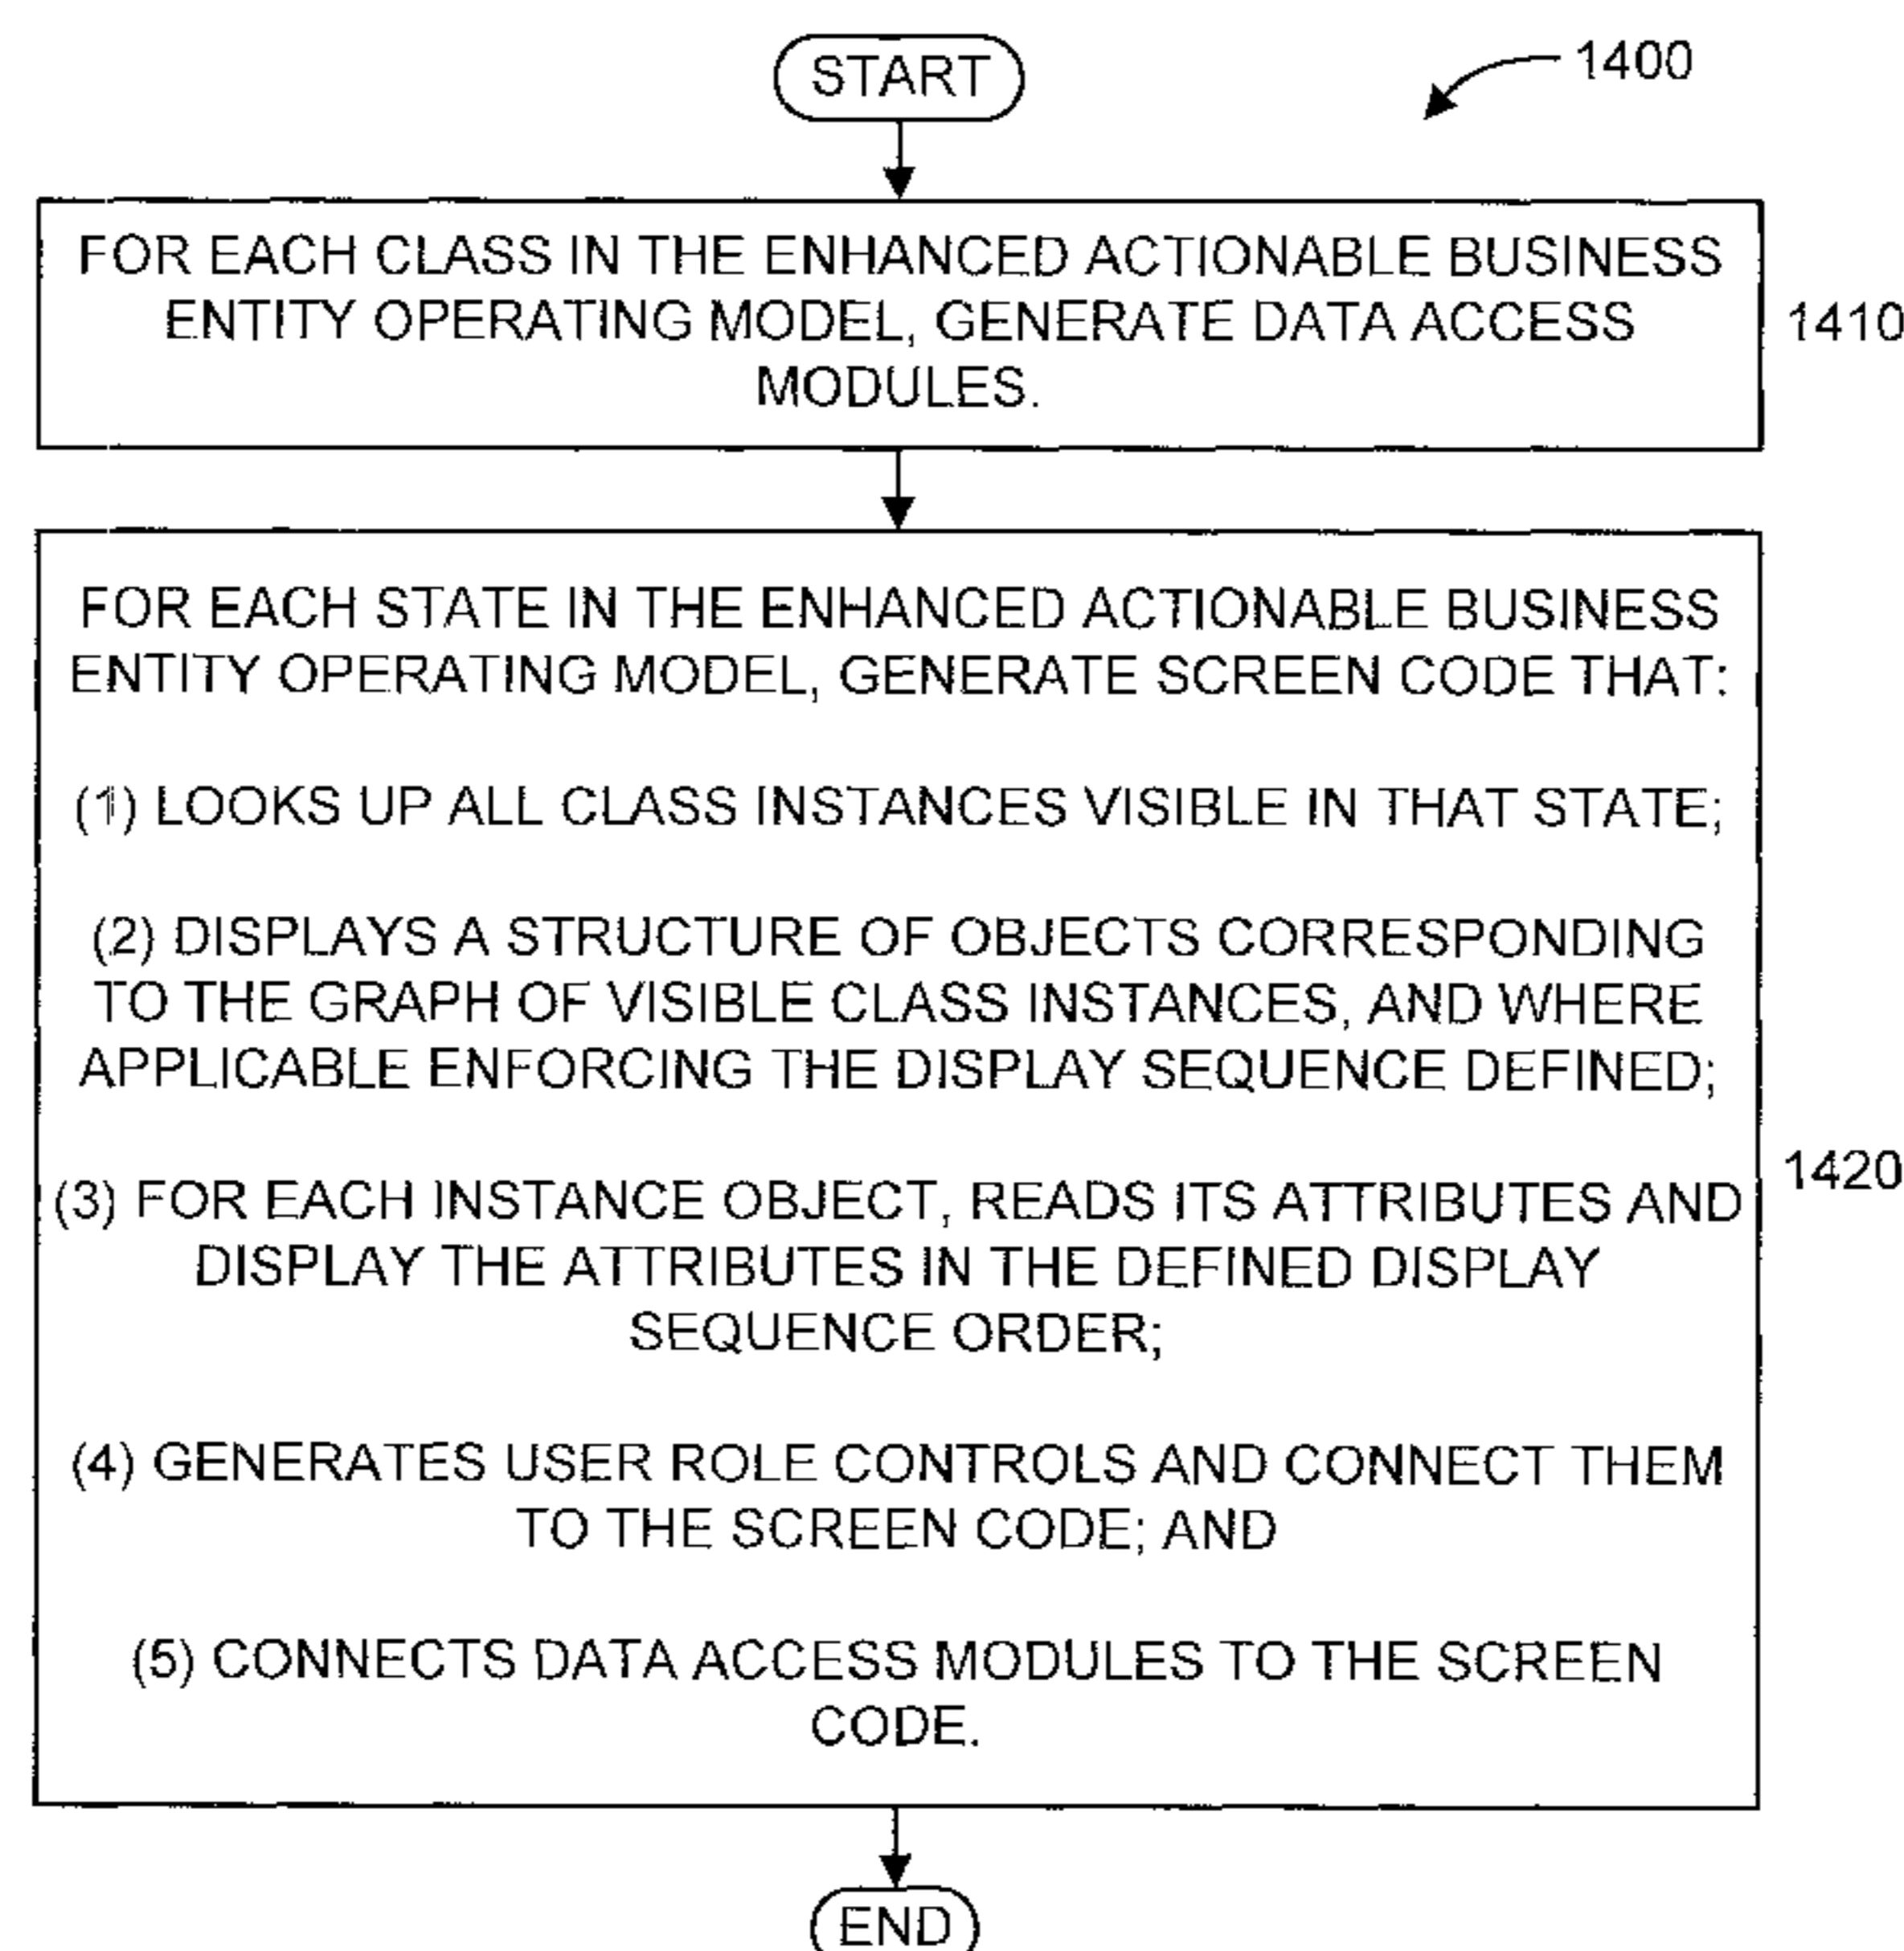 START
1400
FOR EACH CLASS IN THE ENHANCED ACTIONABLE BUSINESS
ENTITY OPERATING MODEL, GENERATE DATA ACCESS
MODULES.
1410
FOR EACH STATE IN THE ENHANCED ACTIONABLE BUSINESS
ENTITY OPERATING MODEL, GENERATE SCREEN CODE THAT:
(1) LOOKS UP ALL CLASS INSTANCES VISIBLE IN THAT STATE;
(2) DISPLAYS A STRUCTURE OF OBJECTS CORRESPONDING
TO THE GRAPH OF VISIBLE CLASS INSTANCES, AND WHERE
APPLICABLE ENFORCING THE DISPLAY SEQUENCE DEFINED;
(3) FOR EACH INSTANCE OBJECT, READS ITS ATTRIBUTES AND
DISPLAY THE ATTRIBUTES IN THE DEFINED DISPLAY
SEQUENCE ORDER;
(4) GENERATES USER ROLE CONTROLS AND CONNECT THEM
TO THE SCREEN CODE; AND
(5) CONNECTS DATA ACCESS MODULES TO THE SCREEN
CODE.
1420
END